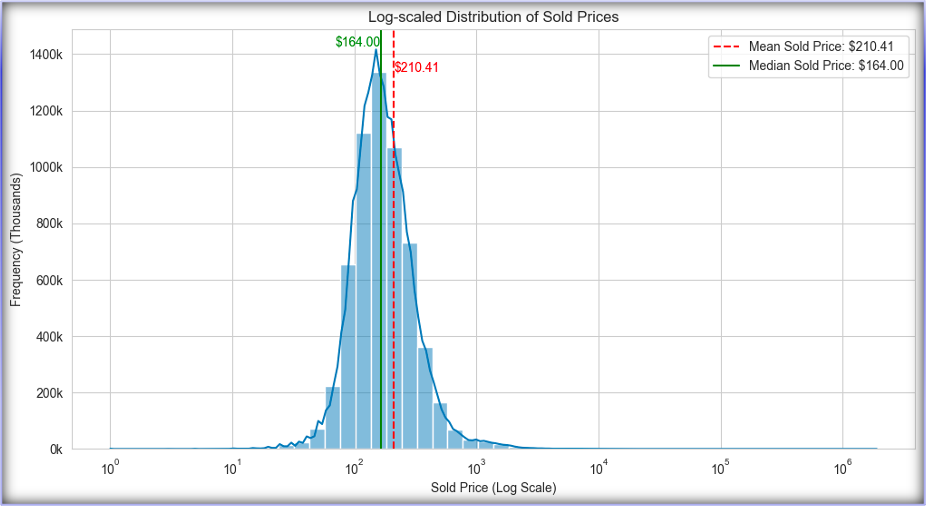 Log-scaled Distribution of Sold Prices
$164.00
$210.41
Mean Sold Price: $210.41
Median Sold Price: $164.00
Frequency (Thousands)
1400k
1200k
1000k
800k
600k
400k
200k
0k
10⁰
10¹
10²
10³
10⁴
10⁵
10⁶
Sold Price (Log Scale)